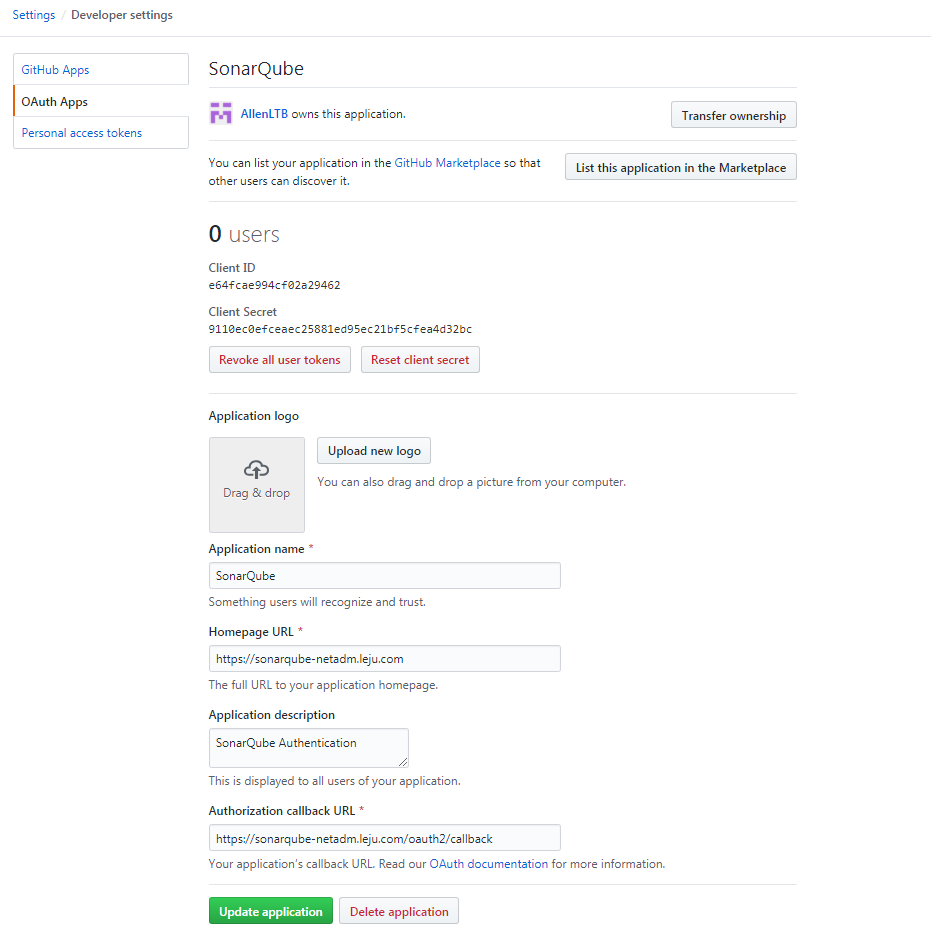 Settings / Developer settings
GitHub Apps
OAuth Apps
Personal access tokens
SonarQube
AllenLTB owns this application.
Transfer ownership
You can list your application in the GitHub Marketplace so that
other users can discover it.
List this application in the Marketplace
0 users
Client ID
e64fcae994cf02a29462
Client Secret
9110ec0efceaec25881ed95ec21bf5cfea4d32bc
Revoke all user tokens
Reset client secret
Application logo
Drag & drop
Upload new logo
You can also drag and drop a picture from your computer.
Application name *
SonarQube
Something users will recognize and trust.
Homepage URL *
https://sonarqube-netadm.leju.com
The full URL to your application homepage.
Application description
SonarQube Authentication
This is displayed to all users of your application.
Authorization callback URL *
https://sonarqube-netadm.leju.com/oauth2/callback
Your application's callback URL. Read our OAuth documentation for more information.
Update application
Delete application